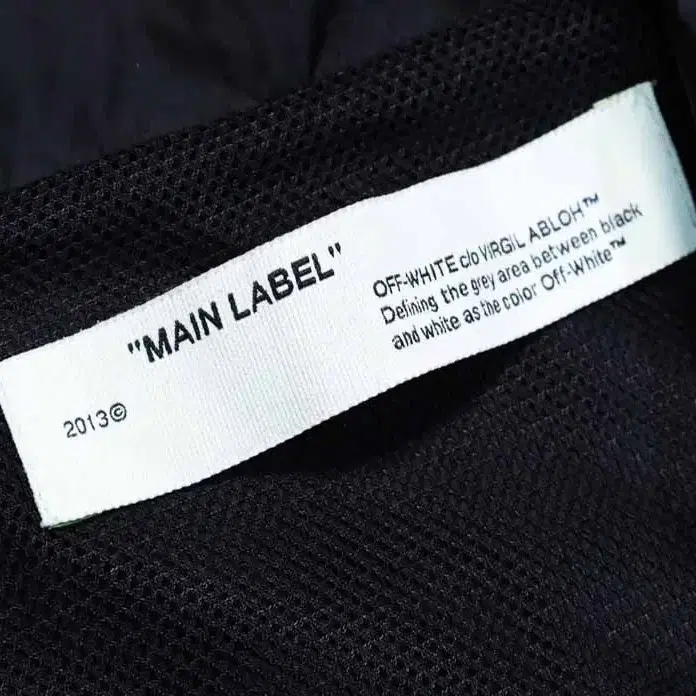 "MAIN LABEL"
2013©
OFF-WHITE c/o VIRGIL ABLOH™
Defining the grey area between black
and white as the color Off-White™